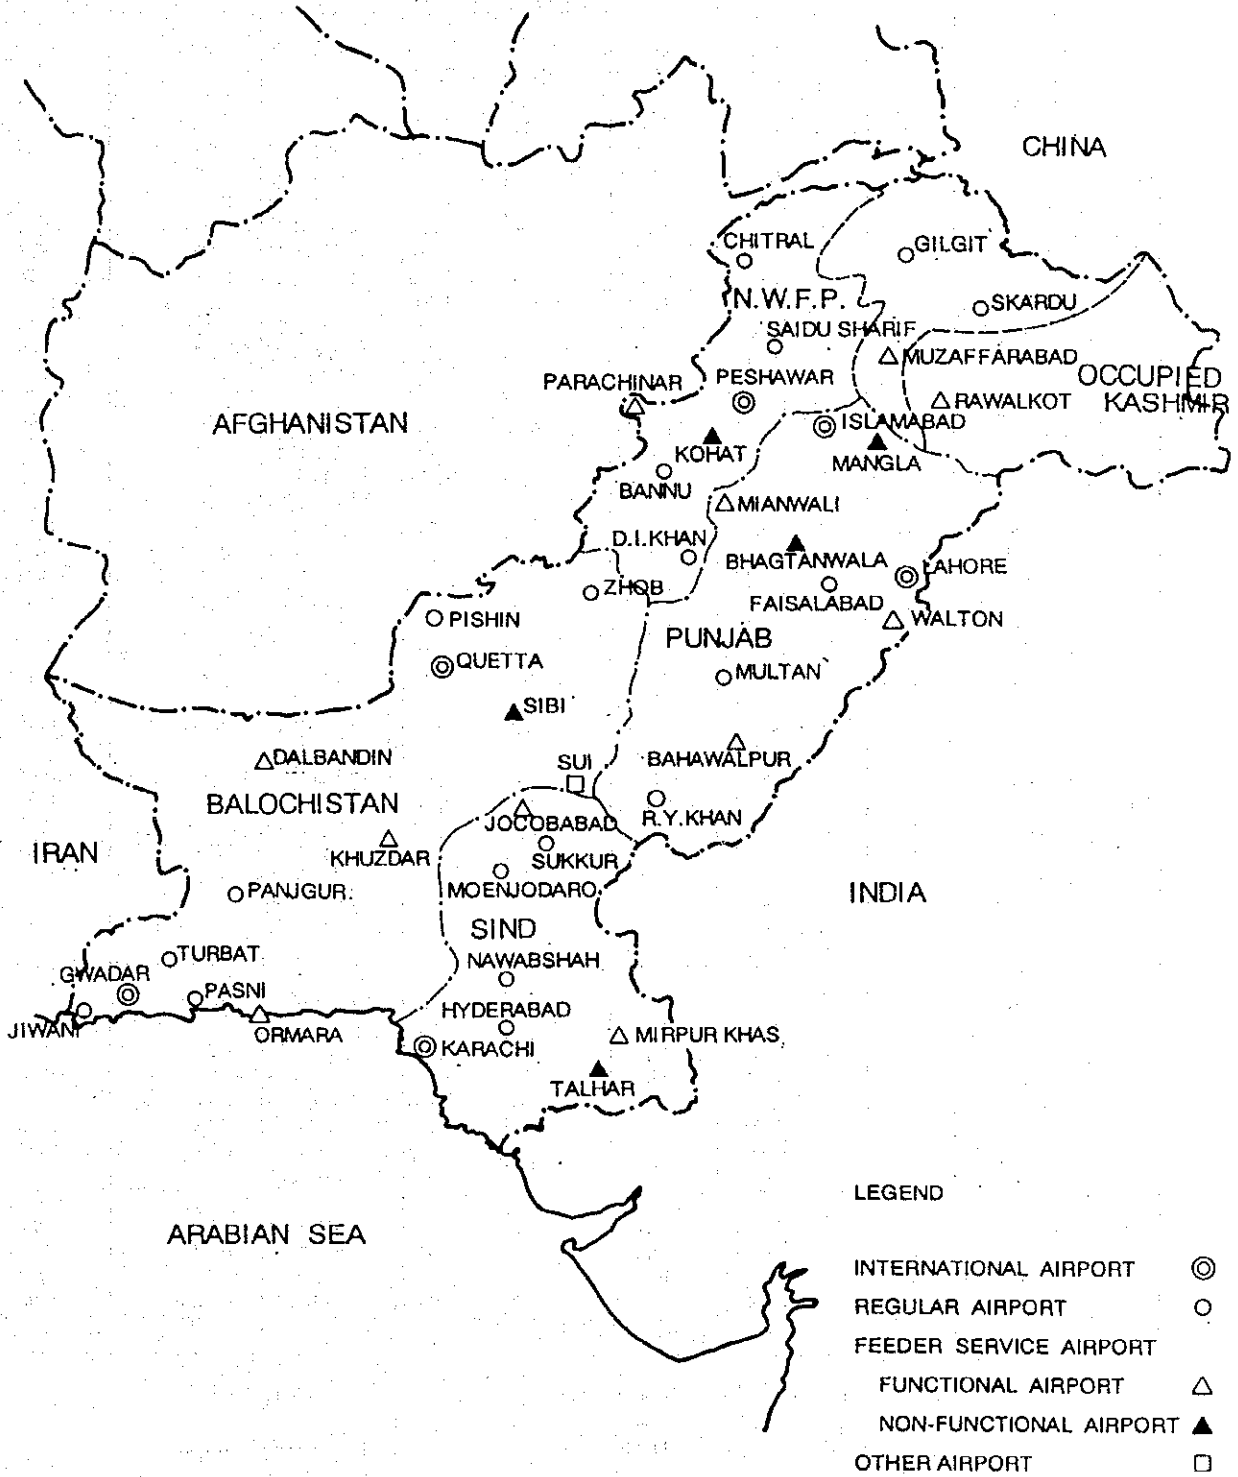 CHINA
CHITRAL
GILGIT
N.W.F.P.
SKARDU
SAIDU SHARIF
MUZAFFARABAD
PARACHINAR
PESHAWAR
OCCUPIED
KASHMIR
RAWALKOT
AFGHANISTAN
ISLAMABAD
KOHAT
MANGLA
BANNU
MIANWALI
D.I.KHAN
BHAGTANWALA
LAHORE
ZHOB
FAISALABAD
PISHIN
WALTON
PUNJAB
QUETTA
MULTAN
SIBI
DALBANDIN
SUI
BAHAWALPUR
BALOCHISTAN
JOCOBABAD
R.Y.KHAN
IRAN
KHUZDAR
SUKKUR
PANJGUR
MOENJODARO
INDIA
SIND
TURBAT
NAWABSHAH
GWADAR
PASNI
HYDERABAD
JIWANI
ORMARA
KARACHI
MIRPUR KHAS
TALHAR
ARABIAN SEA
LEGEND
INTERNATIONAL AIRPORT
REGULAR AIRPORT
FEEDER SERVICE AIRPORT
FUNCTIONAL AIRPORT
NON-FUNCTIONAL AIRPORT
OTHER AIRPORT